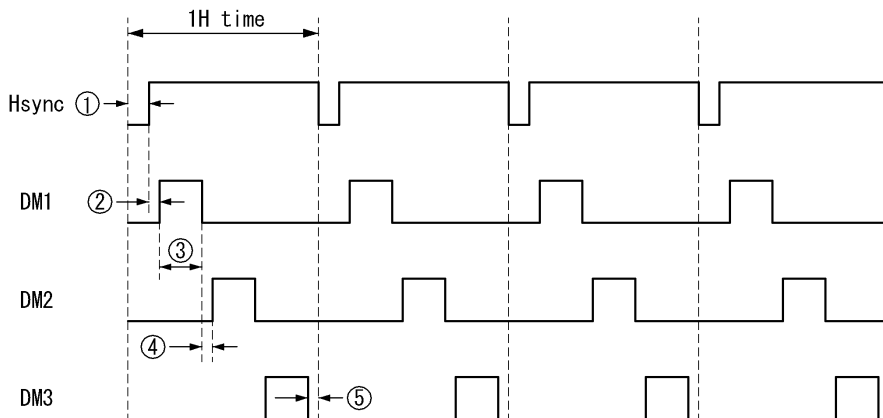 1H time
Hsync ①
DM1
②
③
DM2
④
DM3
⑤